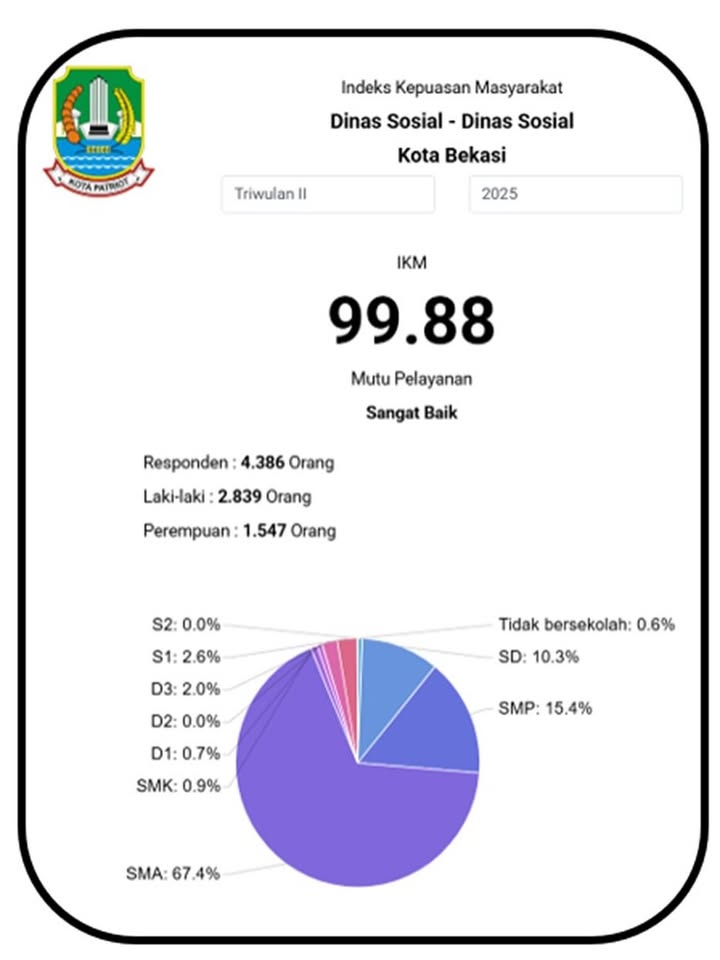 Indeks Kepuasan Masyarakat
Dinas Sosial - Dinas Sosial
Kota Bekasi
KOTA PATRIOT
Triwulan II
2025
IKM
99.88
Mutu Pelayanan
Sangat Baik
Responden : 4.386 Orang
Laki-laki : 2.839 Orang
Perempuan : 1.547 Orang
S2: 0.0%
S1: 2.6%
D3: 2.0%
D2: 0.0%
D1: 0.7%
SMK: 0.9%
SMA: 67.4%
Tidak bersekolah: 0.6%
SD: 10.3%
SMP: 15.4%